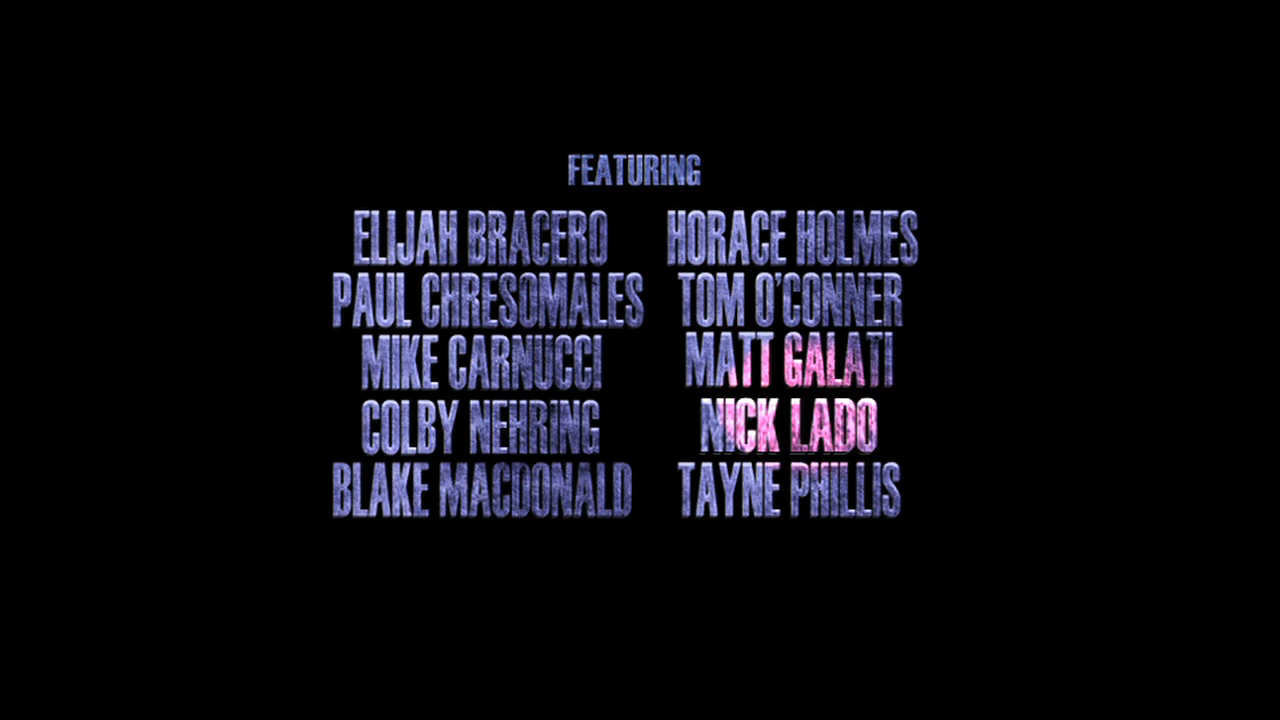 FEATURING
ELIJAH BRACERO
PAUL CHRESOMALES
MIKE CARNUCCI
COLBY NEHRING
BLAKE MACDONALD
HORACE HOLMES
TOM O'CONNER
MATT GALATI
NICK LADO
TAYNE PHILLIS